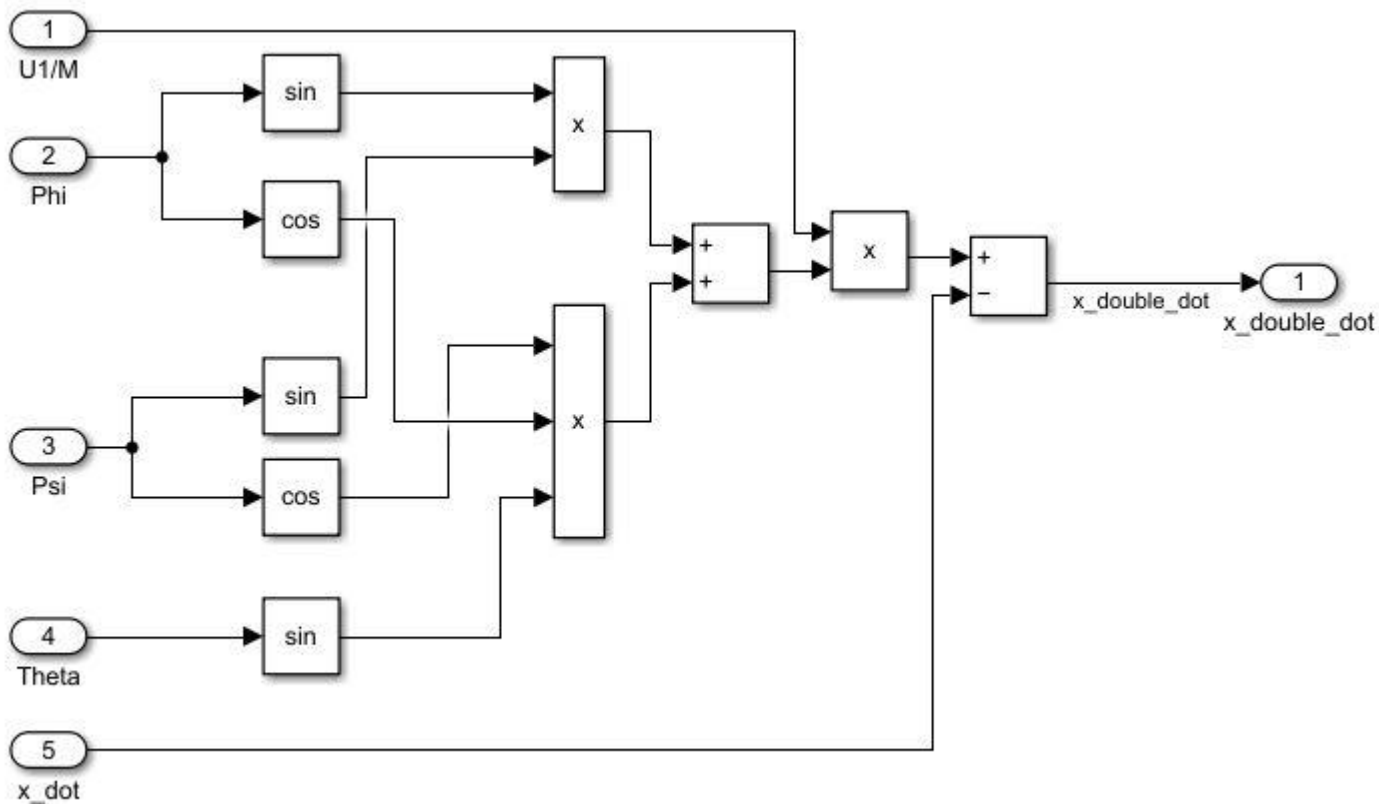 1
U1/M
sin
x
2
Phi
cos
+
+
x
+
−
x_double_dot
1
x_double_dot
sin
x
3
Psi
cos
4
Theta
sin
5
x_dot